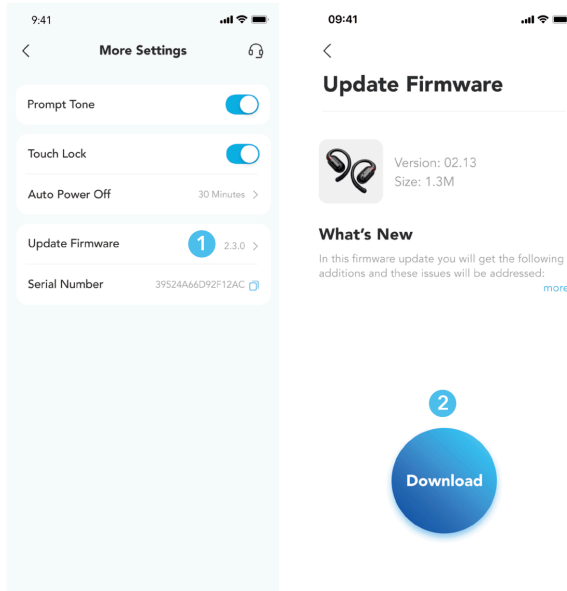 9:41
More Settings
Prompt Tone
Touch Lock
Auto Power Off 30 Minutes
Update Firmware 1 2.3.0
Serial Number 39524A66D92F12AC
09:41
Update Firmware
Version: 02.13
Size: 1.3M
What's New
In this firmware update you will get the following
additions and these issues will be addressed:
more
2
Download